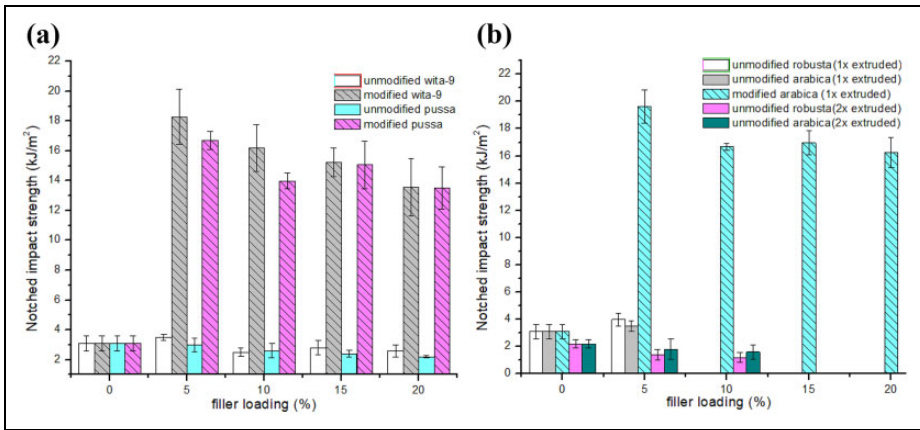 (a)
Notched impact strength (kJ/m²)
22
20
18
16
14
12
10
8
6
4
2
unmodified wita-9
modified wita-9
unmodified pussa
modified pussa
0 5 10 15 20
filler loading (%)
(b)
Notched impact strength (kJ/m²)
22
20
18
16
14
12
10
8
6
4
2
0
unmodified robusta(1x extruded)
unmodified arabica(1x extruded)
modified arabica (1x extruded)
unmodified robusta(2x extruded)
unmodified arabica(2x extruded)
0 5 10 15 20
filler loading (%)